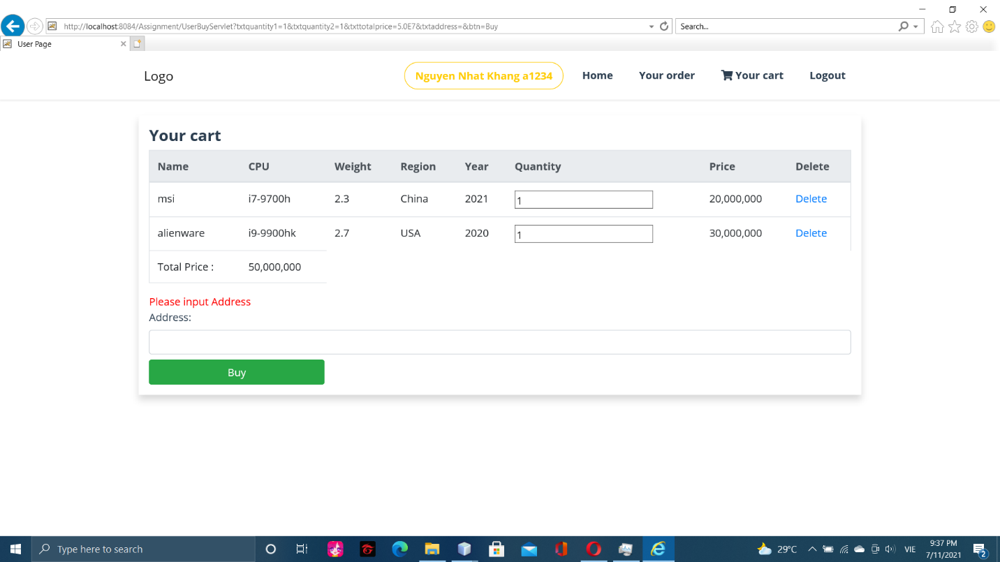 http://localhost:8084/Assignment/UserBuyServlet?txtquantity1=1&txtquantity2=1&txttotalprice=5.0E7&txtaddress=&btn=Buy
Search...
User Page
Logo
Nguyen Nhat Khang a1234
Home
Your order
Your cart
Logout
Your cart
Name CPU Weight Region Year Quantity Price Delete
msi i7-9700h 2.3 China 2021 1 20,000,000 Delete
alienware i9-9900hk 2.7 USA 2020 1 30,000,000 Delete
Total Price : 50,000,000
Please input Address
Address:
Buy
Type here to search
29°C
VIE
9:37 PM
7/11/2021
2